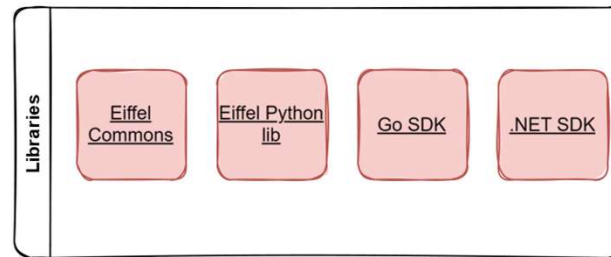 Libraries
Eiffel
Commons
Eiffel Python
lib
Go SDK
.NET SDK